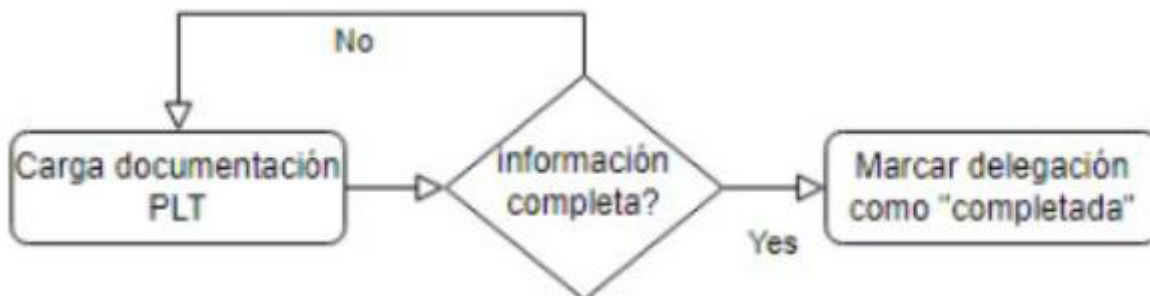 No
Carga documentación
PLT
información
completa?
Yes
Marcar delegación
como "completada"